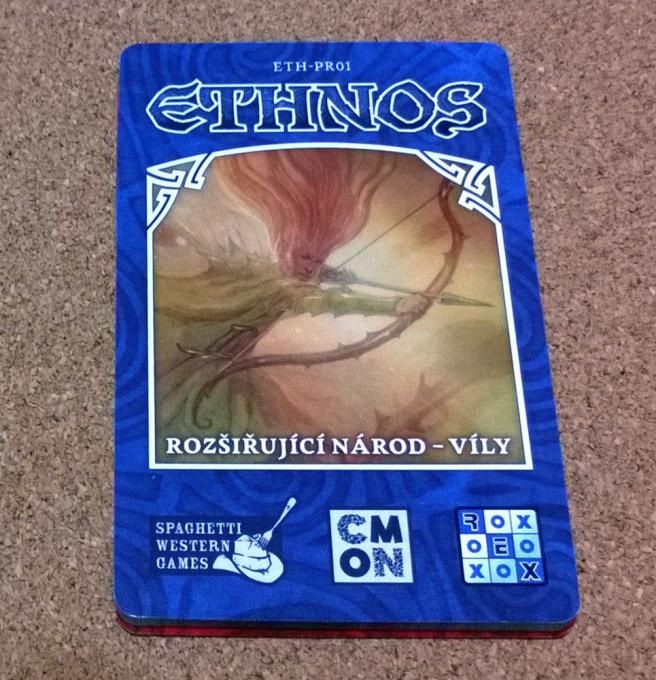 ETH-PR01
ETHNOS
ROZŠIŘUJÍCÍ NÁROD – VÍLY
SPAGHETTI
WESTERN
GAMES
CM
ON
ROX
OEO
XOX